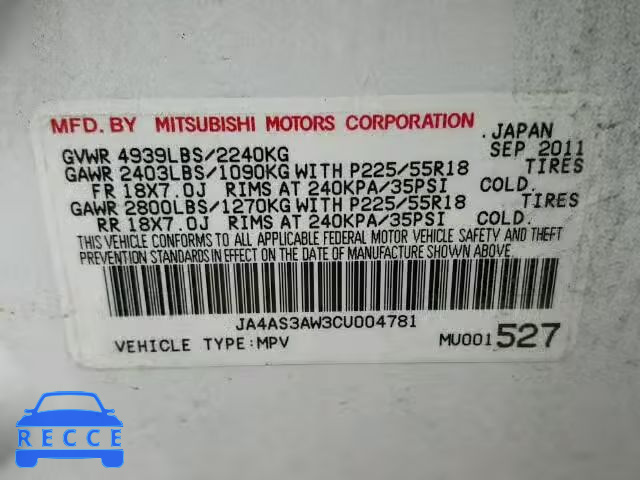 MFD. BY MITSUBISHI MOTORS CORPORATION, JAPAN
GVWR 4939LBS/2240KG SEP 2011
GAWR 2403LBS/1090KG WITH P225/55R18 TIRES
FR 18X7.0J RIMS AT 240KPA/35PSI COLD.
GAWR 2800LBS/1270KG WITH P225/55R18 TIRES
RR 18X7.0J RIMS AT 240KPA/35PSI COLD.
THIS VEHICLE CONFORMS TO ALL APPLICABLE FEDERAL MOTOR VEHICLE SAFETY AND THEFT
PREVENTION STANDARDS IN EFFECT ON THE DATE OF MANUFACTURE SHOWN ABOVE.
JA4AS3AW3CU004781
VEHICLE TYPE:MPV MU001 527